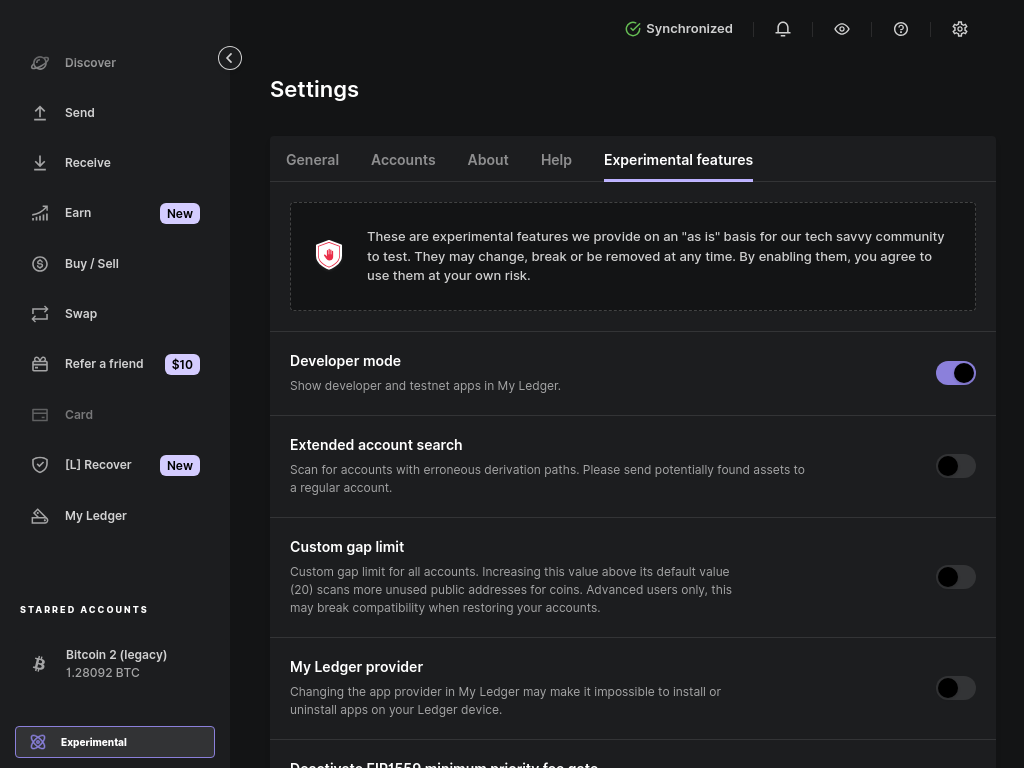 Synchronized
Discover
Send
Receive
Earn New
Buy / Sell
Swap
Refer a friend $10
Card
[L] Recover New
My Ledger
STARRED ACCOUNTS
Bitcoin 2 (legacy)
1.28092 BTC
Experimental
Settings
General Accounts About Help Experimental features
These are experimental features we provide on an "as is" basis for our tech savvy community
to test. They may change, break or be removed at any time. By enabling them, you agree to
use them at your own risk.
Developer mode
Show developer and testnet apps in My Ledger.
Extended account search
Scan for accounts with erroneous derivation paths. Please send potentially found assets to
a regular account.
Custom gap limit
Custom gap limit for all accounts. Increasing this value above its default value
(20) scans more unused public addresses for coins. Advanced users only, this
may break compatibility when restoring your accounts.
My Ledger provider
Changing the app provider in My Ledger may make it impossible to install or
uninstall apps on your Ledger device.
Deactivate EIP1559 minimum priority fee gate